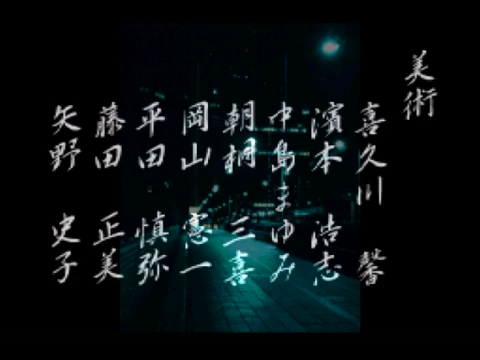 美術
喜久川 馨
濱本 浩志
中島まゆみ
朝桐 三喜
岡山 憲一
平田 慎弥
藤田 正美
矢野 史子